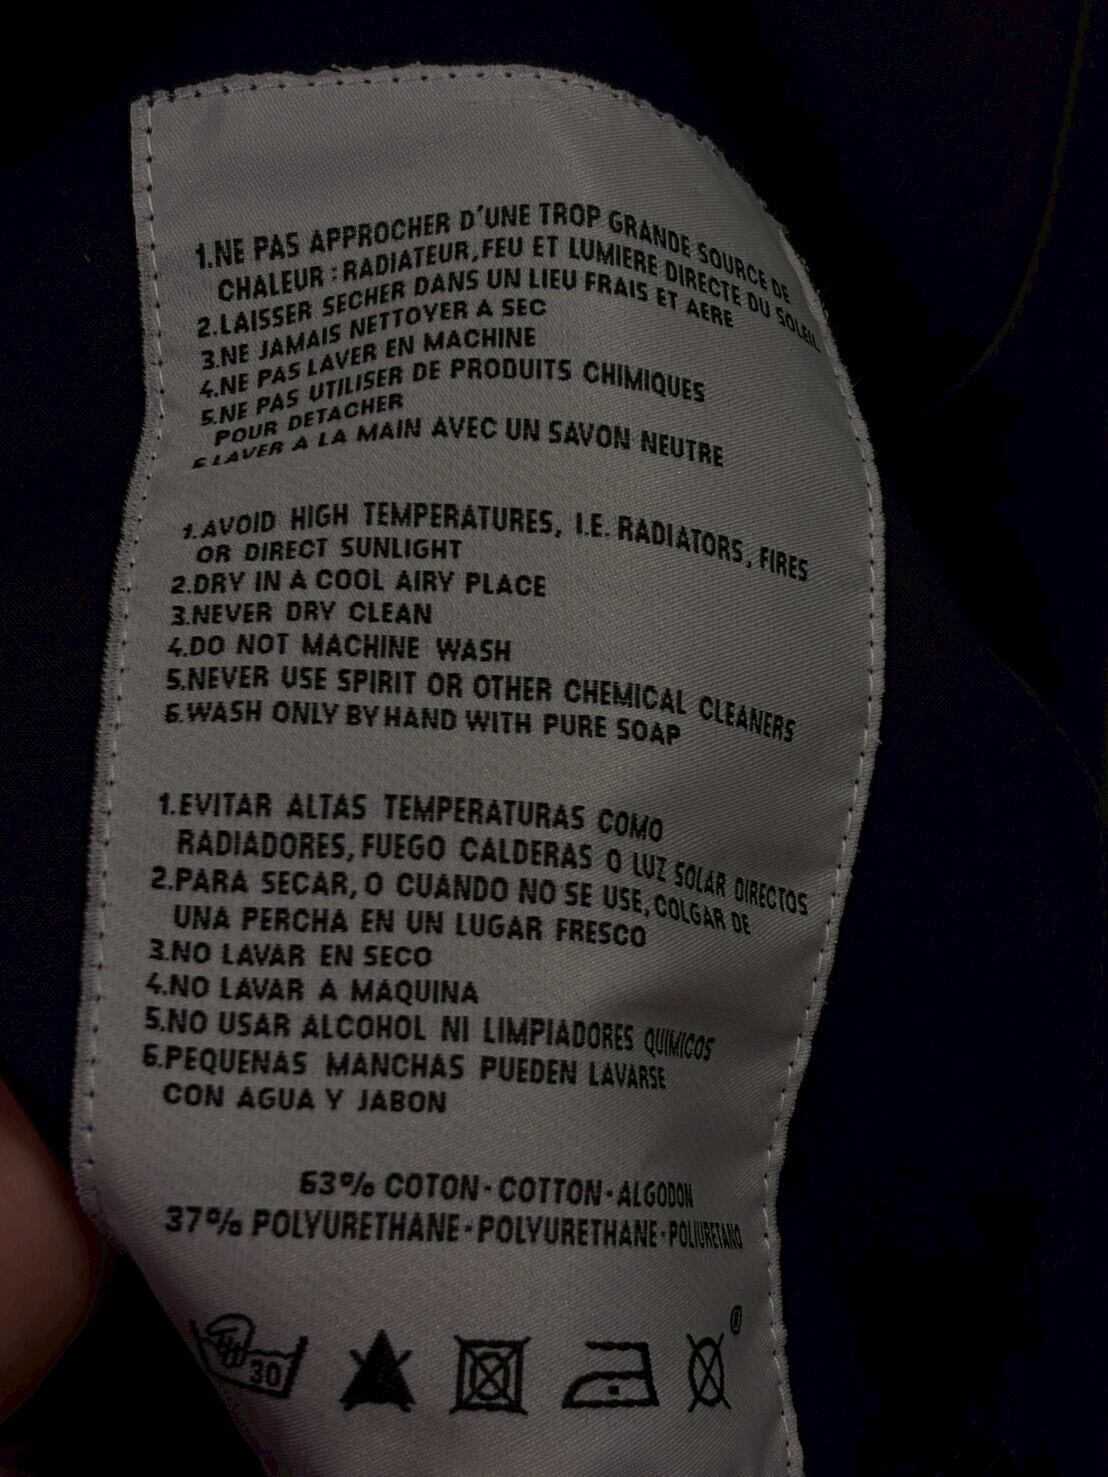 1.NE PAS APPROCHER D'UNE TROP GRANDE SOURCE DE
CHALEUR : RADIATEUR, FEU ET LUMIERE DIRECTE DU SOLEIL
2.LAISSER SECHER DANS UN LIEU FRAIS ET AERE
3.NE JAMAIS NETTOYER A SEC
4.NE PAS LAVER EN MACHINE
5.NE PAS UTILISER DE PRODUITS CHIMIQUES
POUR DETACHER
6 LAVER A LA MAIN AVEC UN SAVON NEUTRE
1.AVOID HIGH TEMPERATURES, I.E. RADIATORS, FIRES
OR DIRECT SUNLIGHT
2.DRY IN A COOL AIRY PLACE
3.NEVER DRY CLEAN
4.DO NOT MACHINE WASH
5.NEVER USE SPIRIT OR OTHER CHEMICAL CLEANERS
6.WASH ONLY BY HAND WITH PURE SOAP
1.EVITAR ALTAS TEMPERATURAS COMO
RADIADORES, FUEGO CALDERAS O LUZ SOLAR DIRECTOS
2.PARA SECAR, O CUANDO NO SE USE, COLGAR DE
UNA PERCHA EN UN LUGAR FRESCO
3.NO LAVAR EN SECO
4.NO LAVAR A MAQUINA
5.NO USAR ALCOHOL NI LIMPIADORES QUIMICOS
6.PEQUENAS MANCHAS PUEDEN LAVARSE
CON AGUA Y JABON
63% COTON - COTTON - ALGODON
37% POLYURETHANE - POLYURETHANE - POLIURETANO
30 ®